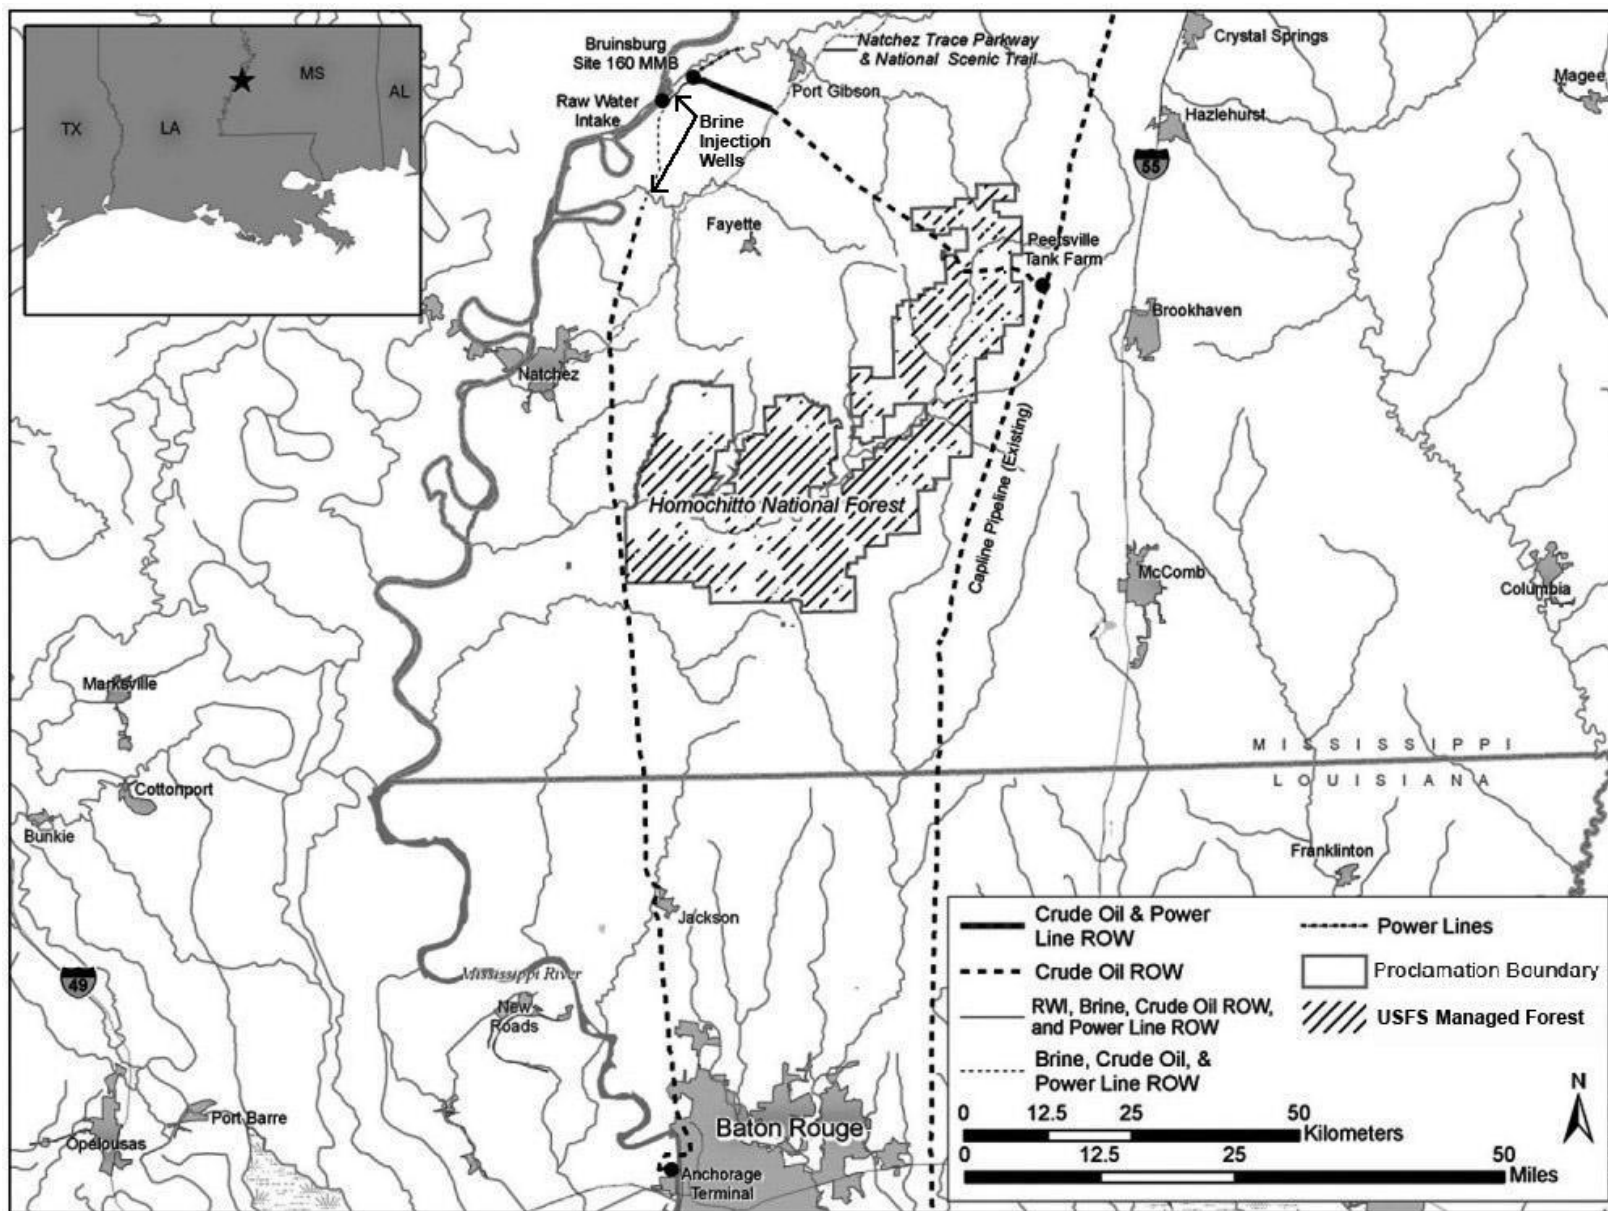 MS
AL
TX
LA
Bruinsburg
Site 160 MMB
Raw Water
Intake
Brine
Injection
Wells
Natchez Trace Parkway
& National Scenic Trail
Port Gibson
Crystal Springs
Magee
Hazlehurst
55
Fayette
Peetsville
Tank Farm
Brookhaven
Natchez
Homochitto National Forest
Capline Pipeline (Existing)
McComb
Columbia
Marksville
MISSISSIPPI
LOUISIANA
Cottonport
Bunkie
Franklinton
Jackson
49
Mississippi River
New
Roads
Port Barre
Opelousas
Baton Rouge
Anchorage
Terminal
Crude Oil & Power
Line ROW
Crude Oil ROW
RWI, Brine, Crude Oil ROW,
and Power Line ROW
Brine, Crude Oil, &
Power Line ROW
Power Lines
Proclamation Boundary
USFS Managed Forest
N
0 12.5 25 50
Kilometers
0 12.5 25 50
Miles